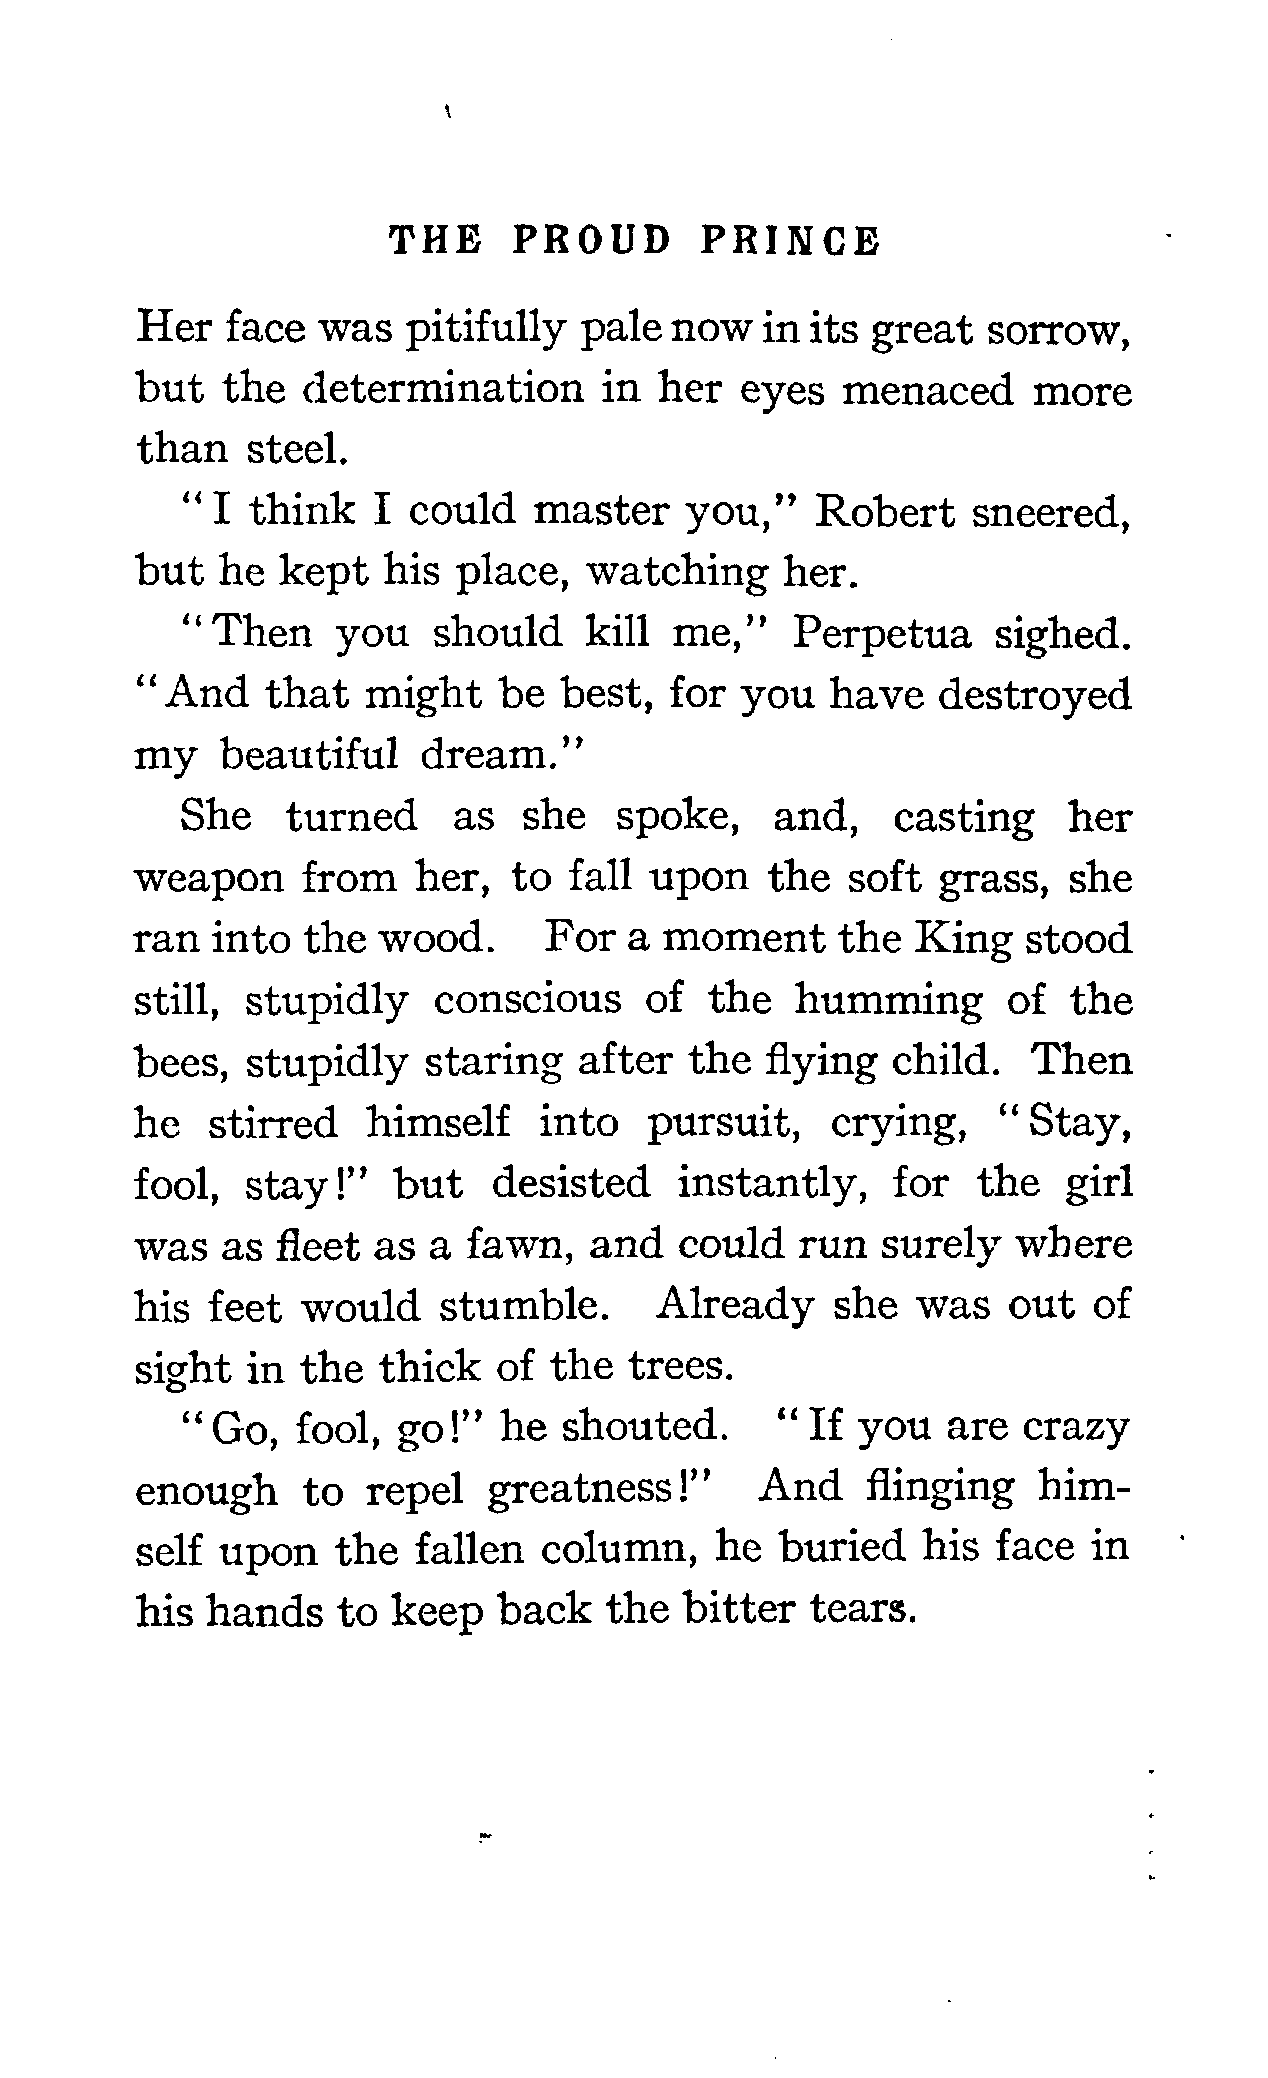 THE PROUD PRINCE
Her face was pitifully pale now in its great sorrow,
but the determination in her eyes menaced more
than steel.
"I think I could master you," Robert sneered,
but he kept his place, watching her.
"Then you should kill me," Perpetua sighed.
"And that might be best, for you have destroyed
my beautiful dream."
She turned as she spoke, and, casting her
weapon from her, to fall upon the soft grass, she
ran into the wood. For a moment the King stood
still, stupidly conscious of the humming of the
bees, stupidly staring after the flying child. Then
he stirred himself into pursuit, crying, "Stay,
fool, stay!" but desisted instantly, for the girl
was as fleet as a fawn, and could run surely where
his feet would stumble. Already she was out of
sight in the thick of the trees.
"Go, fool, go!" he shouted. "If you are crazy
enough to repel greatness!" And flinging him-
self upon the fallen column, he buried his face in
his hands to keep back the bitter tears.